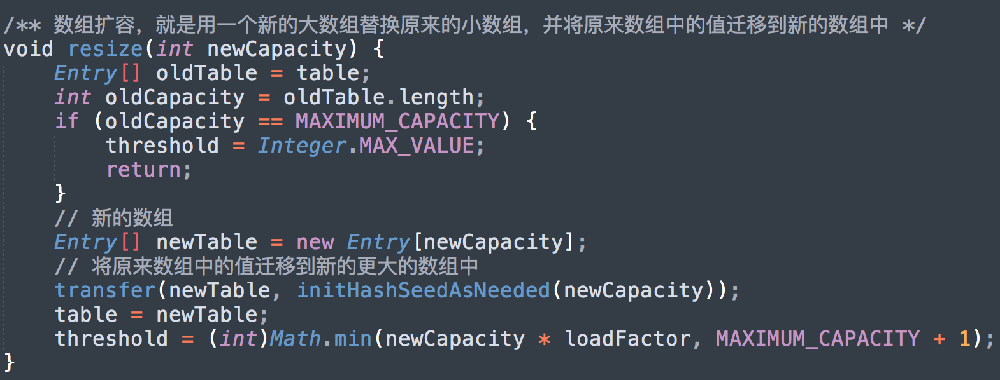 /** 数组扩容，就是用一个新的大数组替换原来的小数组，并将原来数组中的值迁移到新的数组中 */
void resize(int newCapacity) {
    Entry[] oldTable = table;
    int oldCapacity = oldTable.length;
    if (oldCapacity == MAXIMUM_CAPACITY) {
        threshold = Integer.MAX_VALUE;
        return;
    }
    // 新的数组
    Entry[] newTable = new Entry[newCapacity];
    // 将原来数组中的值迁移到新的更大的数组中
    transfer(newTable, initHashSeedAsNeeded(newCapacity));
    table = newTable;
    threshold = (int)Math.min(newCapacity * loadFactor, MAXIMUM_CAPACITY + 1);
}